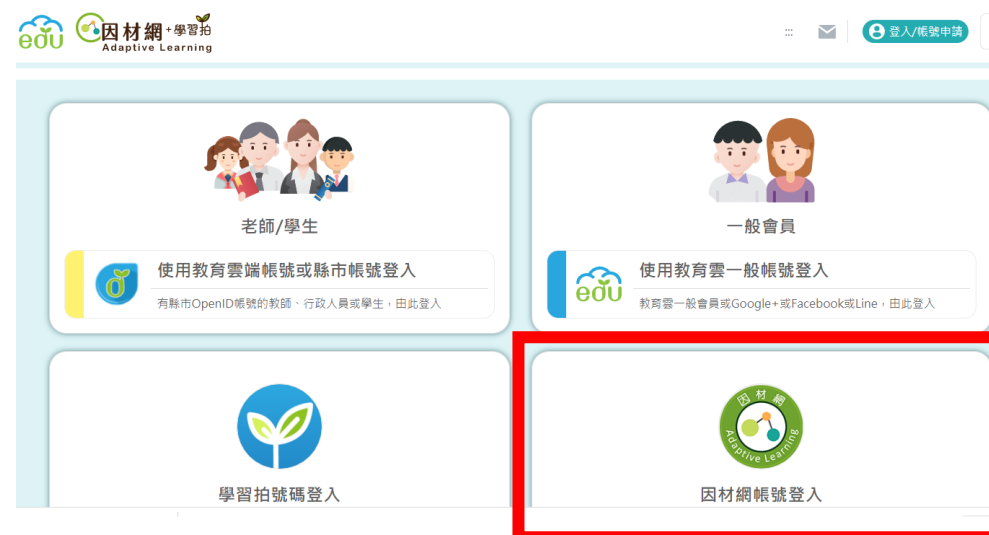 edu 因材網+學習拍
Adaptive Learning
:::
登入/帳號申請
老師/學生
使用教育雲端帳號或縣市帳號登入
有縣市OpenID帳號的教師、行政人員或學生，由此登入
一般會員
edu
使用教育雲一般帳號登入
教育雲一般會員或Google+或Facebook或Line，由此登入
學習拍號碼登入
因材網
Adaptive Learning
因材網帳號登入